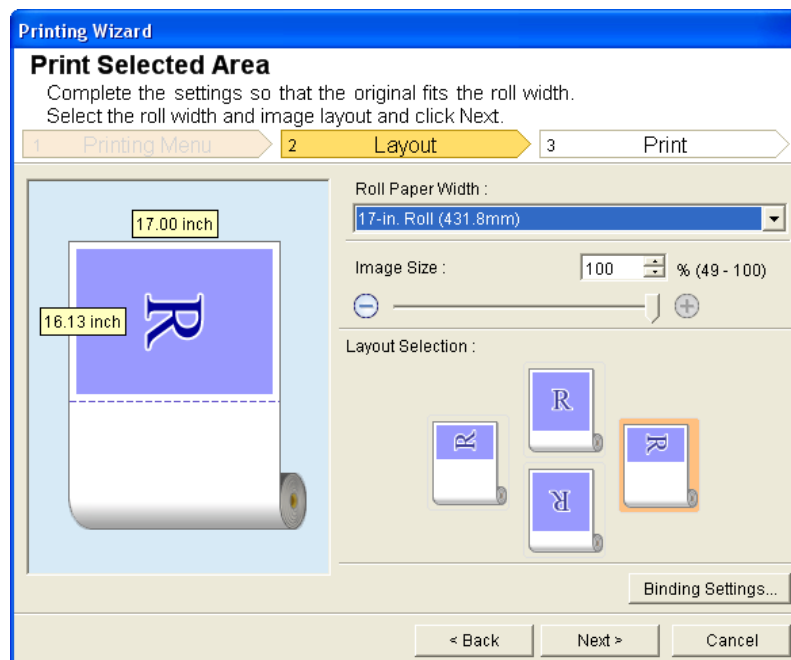 Printing Wizard
Print Selected Area
Complete the settings so that the original fits the roll width.
Select the roll width and image layout and click Next.
1 Printing Menu 2 Layout 3 Print
Roll Paper Width :
17-in. Roll (431.8mm)
17.00 inch
Image Size : 100 % (49 - 100)
16.13 inch
R
Layout Selection :
R
R
R
R
Binding Settings...
< Back Next > Cancel